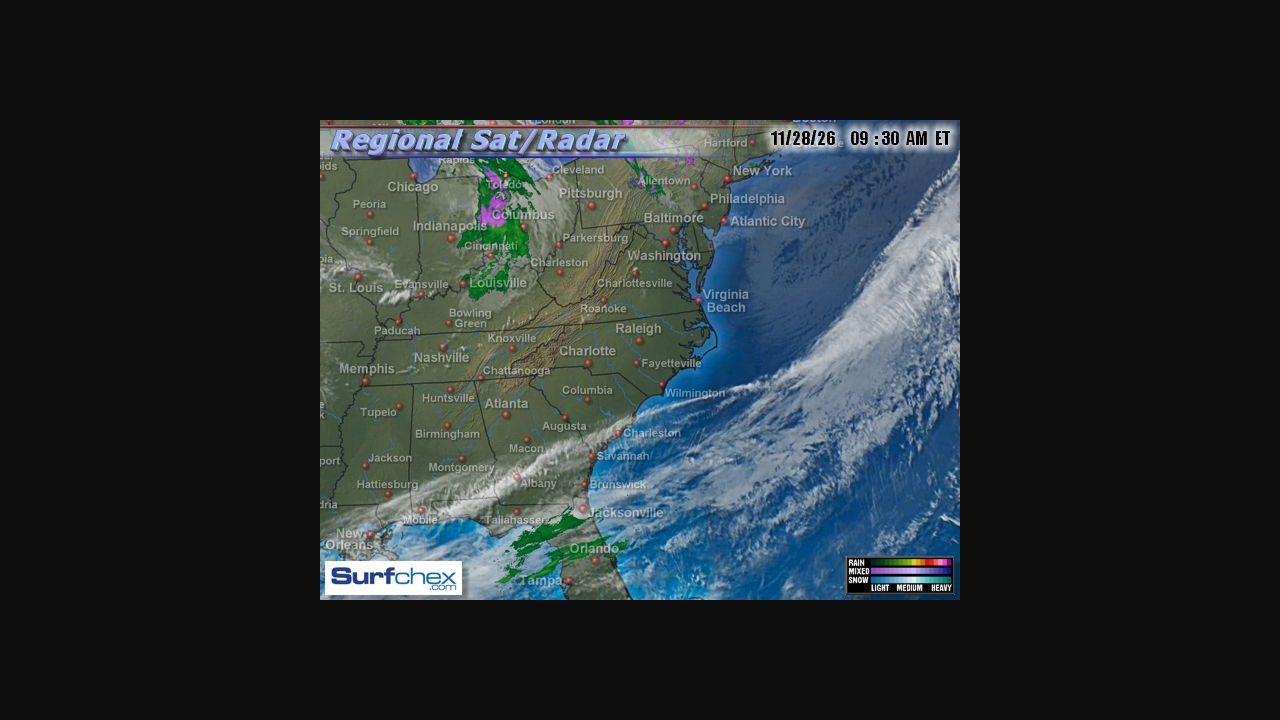 London
Boston
Regional Sat/Radar
11/28/26 09 : 30 AM ET
Hartford
Rapids
Cleveland
New York
Chicago
Toledo
Allentown
Pittsburgh
Philadelphia
Peoria
Columbus
Baltimore
Atlantic City
Springfield
Indianapolis
Parkersburg
Cincinnati
Washington
Charleston
St. Louis
Evansville
Louisville
Charlottesville
Virginia
Beach
Roanoke
Bowling
Green
Paducah
Raleigh
Knoxville
Nashville
Charlotte
Fayetteville
Memphis
Chattanooga
Columbia
Wilmington
Huntsville
Atlanta
Tupelo
Augusta
Birmingham
Charleston
Macon
Jackson
Savannah
Montgomery
Hattiesburg
Albany
Brunswick
Jacksonville
Mobile
Tallahassee
New
Orleans
Orlando
Tampa
Surfchex
.com
RAIN
MIXED
SNOW
LIGHT MEDIUM HEAVY